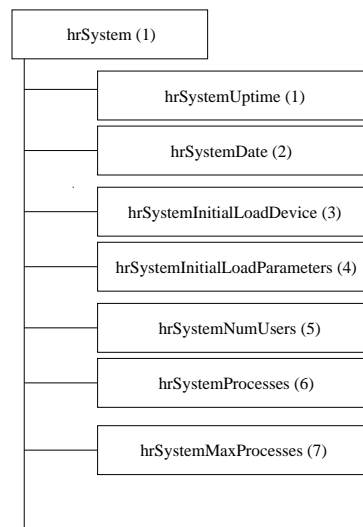 hrSystem (1)
hrSystemUptime (1)
hrSystemDate (2)
hrSystemInitialLoadDevice (3)
hrSystemInitialLoadParameters (4)
hrSystemNumUsers (5)
hrSystemProcesses (6)
hrSystemMaxProcesses (7)